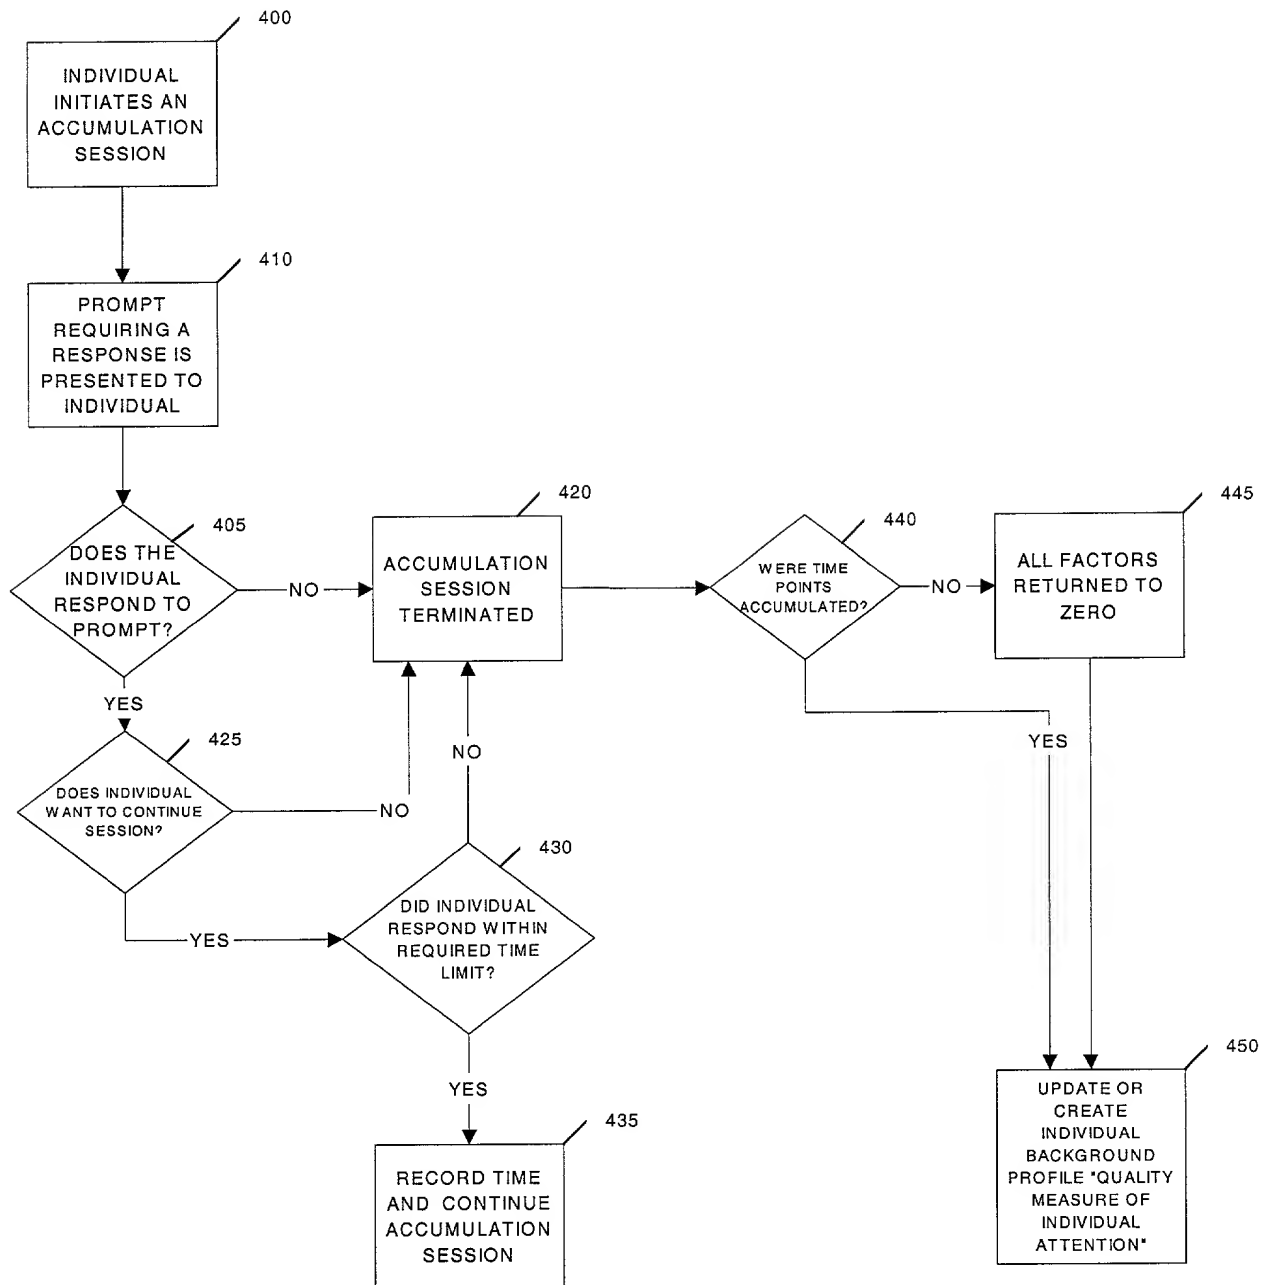 400
INDIVIDUAL
INITIATES AN
ACCUMULATION
SESSION
410
PROMPT
REQUIRING A
RESPONSE IS
PRESENTED TO
INDIVIDUAL
405
DOES THE
INDIVIDUAL
RESPOND TO
PROMPT?
NO
YES
420
ACCUMULATION
SESSION
TERMINATED
440
WERE TIME
POINTS
ACCUMULATED?
NO
YES
445
ALL FACTORS
RETURNED TO
ZERO
425
DOES INDIVIDUAL
WANT TO CONTINUE
SESSION?
NO
YES
430
DID INDIVIDUAL
RESPOND WITHIN
REQUIRED TIME
LIMIT?
NO
YES
435
RECORD TIME
AND CONTINUE
ACCUMULATION
SESSION
450
UPDATE OR
CREATE
INDIVIDUAL
BACKGROUND
PROFILE "QUALITY
MEASURE OF
INDIVIDUAL
ATTENTION"